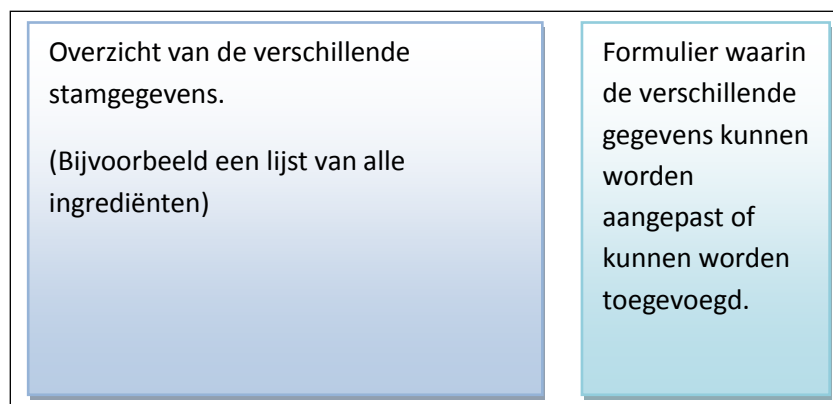 Overzicht van de verschillende
stamgegevens.
(Bijvoorbeeld een lijst van alle
ingrediënten)
Formulier waarin
de verschillende
gegevens kunnen
worden
aangepast of
kunnen worden
toegevoegd.